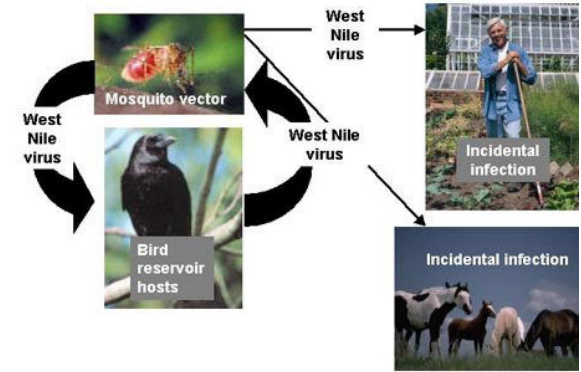 West
Nile
virus
Mosquito vector
West
Nile
virus
West Nile
virus
Incidental
infection
Bird
reservoir
hosts
Incidental infection